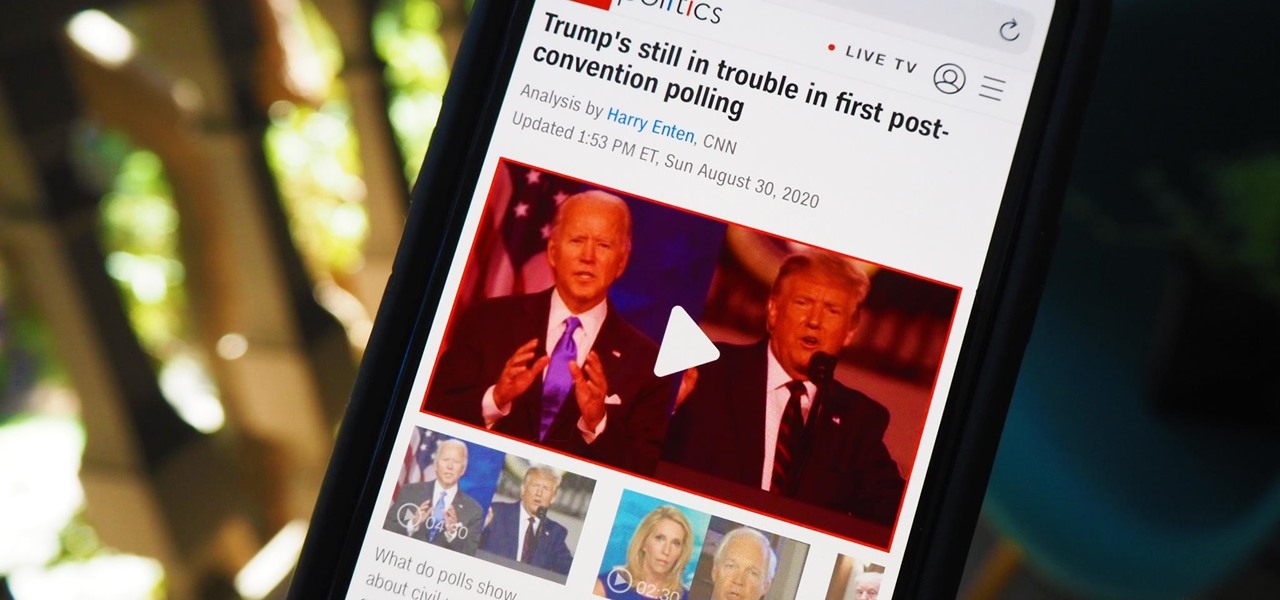 politics
LIVE TV
Trump's still in trouble in first post-
convention polling
Analysis by Harry Enten, CNN
Updated 1:53 PM ET, Sun August 30, 2020
04:30
02:30
What do polls show
about civil